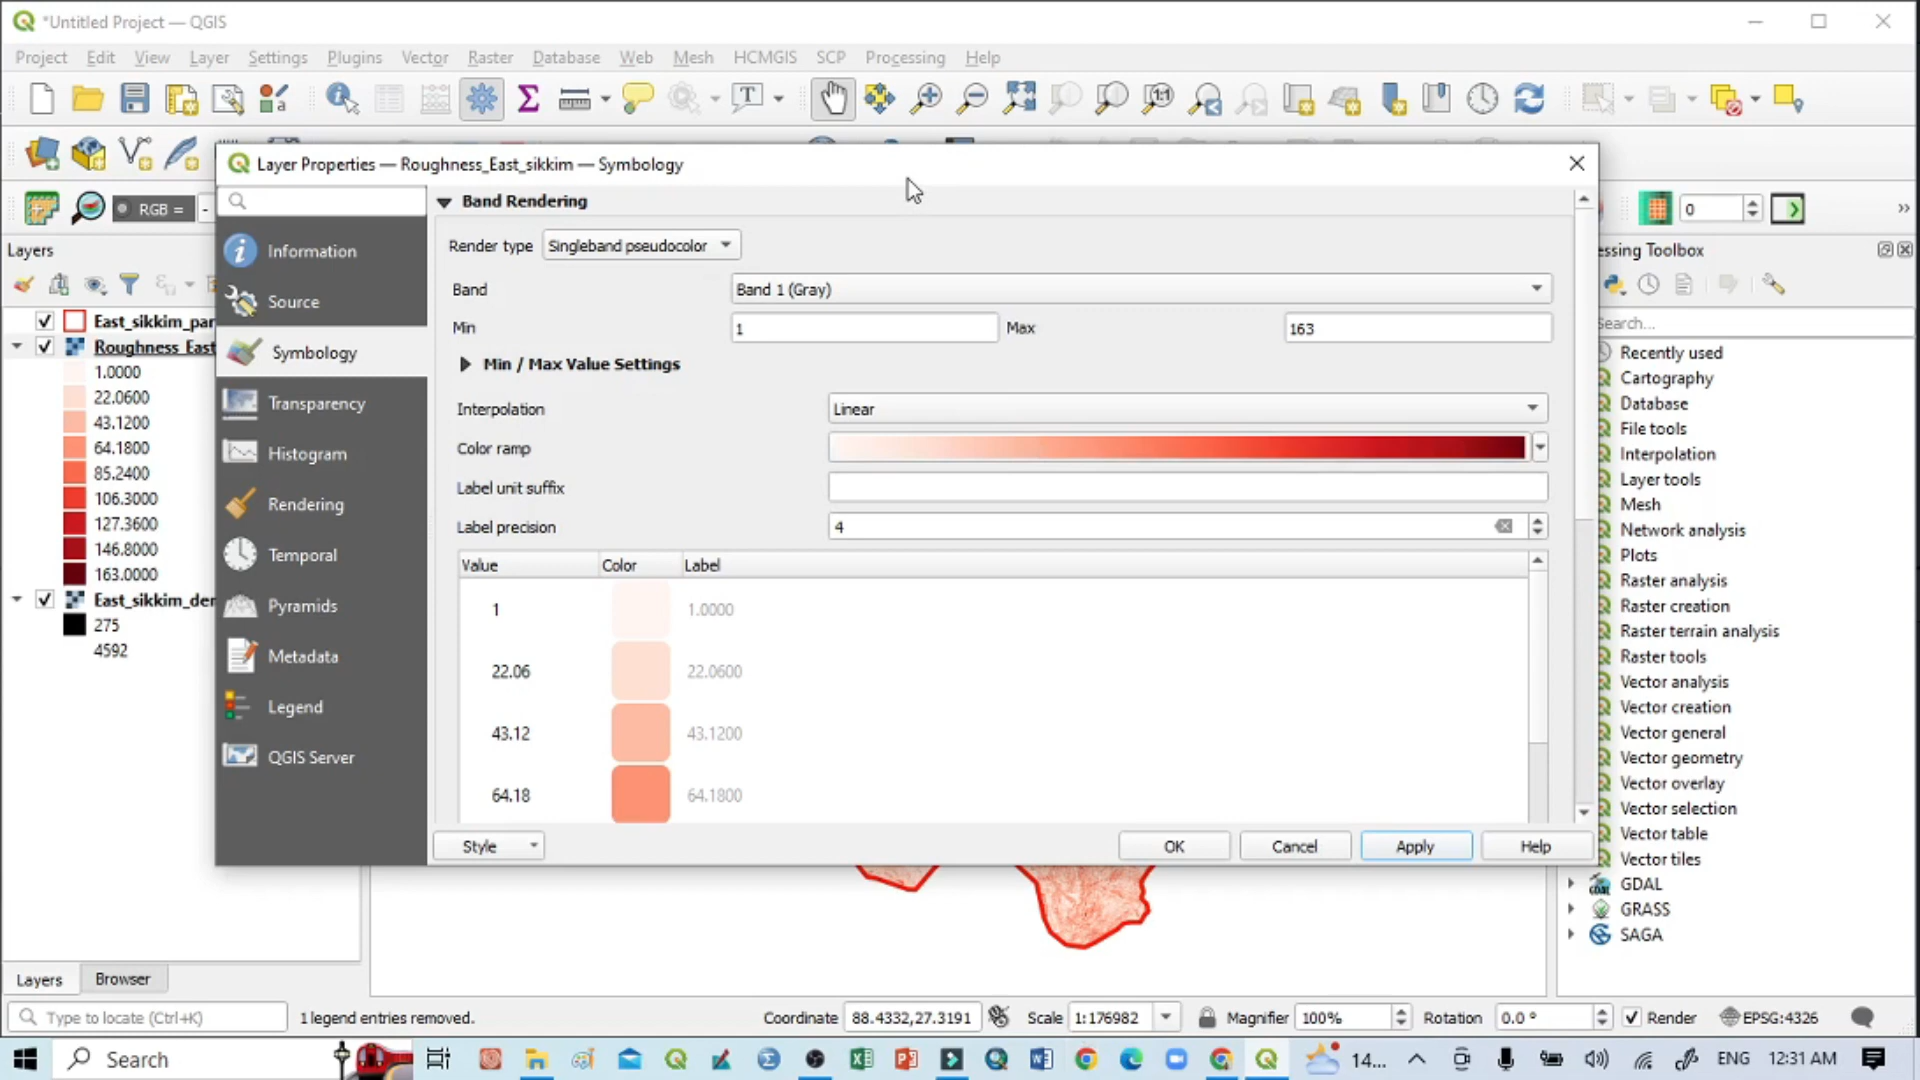 *Untitled Project — QGIS
Project Edit View Layer Settings Plugins Vector Raster Database Web Mesh HCMGIS SCP Processing Help
Layer Properties — Roughness_East_sikkim — Symbology
RGB =
0
Layers
East_sikkim_par
Roughness_East
1.0000
22.0600
43.1200
64.1800
85.2400
106.3000
127.3600
146.8000
163.0000
East_sikkim_der
275
4592
Information
Source
Symbology
Transparency
Histogram
Rendering
Temporal
Pyramids
Metadata
Legend
QGIS Server
Band Rendering
Render type Singleband pseudocolor
Band Band 1 (Gray)
Min 1 Max 163
Min / Max Value Settings
Interpolation Linear
Color ramp
Label unit suffix
Label precision 4
Value Color Label
1 1.0000
22.06 22.0600
43.12 43.1200
64.18 64.1800
Style OK Cancel Apply Help
essing Toolbox
Search...
Recently used
Cartography
Database
File tools
Interpolation
Layer tools
Mesh
Network analysis
Plots
Raster analysis
Raster creation
Raster terrain analysis
Raster tools
Vector analysis
Vector creation
Vector general
Vector geometry
Vector overlay
Vector selection
Vector table
Vector tiles
GDAL
GRASS
SAGA
Layers Browser
Type to locate (Ctrl+K) 1 legend entries removed. Coordinate 88.4332,27.3191 Scale 1:176982 Magnifier 100% Rotation 0.0 ° Render EPSG:4326
Search 14... ENG 12:31 AM